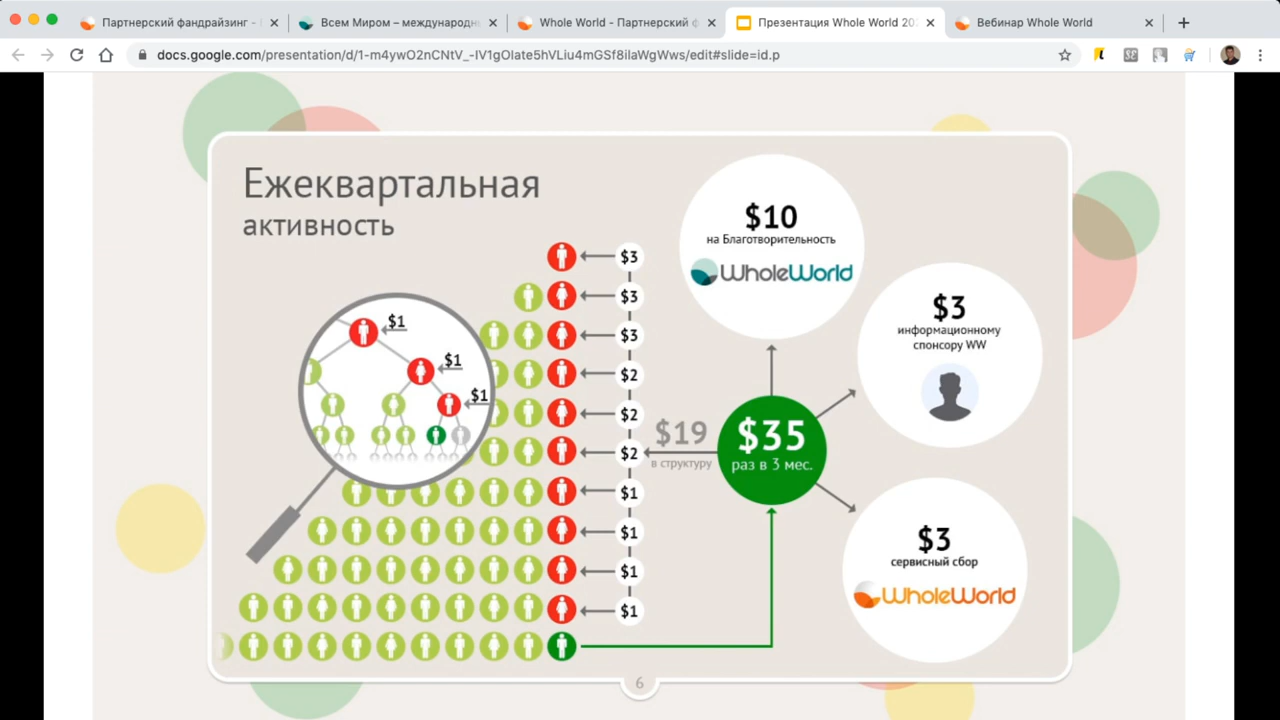 Партнерский фандрайзинг -
Всем Миром – международн
Whole World - Партнерский ф
Презентация Whole World 20
Вебинар Whole World
docs.google.com/presentation/d/1-m4ywO2nCNtV_-IV1gOlate5hVLiu4mGSf8ilaWgWws/edit#slide=id.p
Ежеквартальная
активность
$10
на Благотворительность
WholeWorld
$3
информационному
спонсору WW
$35
раз в 3 мес.
$19
в структуру
$3
сервисный сбор
WholeWorld
$3
$3
$3
$2
$2
$2
$1
$1
$1
$1
$1
$1
$1
6